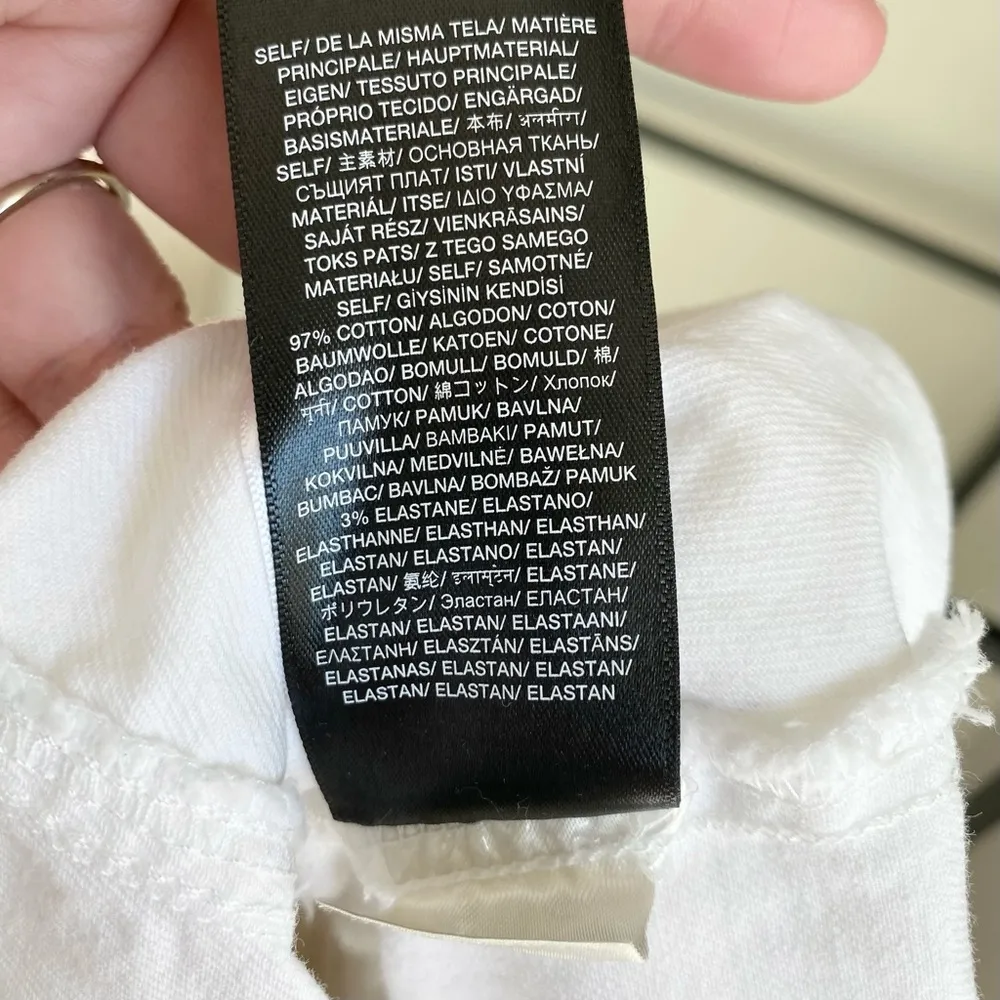 SELF/ DE LA MISMA TELA/ MATIÈRE
PRINCIPALE/ HAUPTMATERIAL/
EIGEN/ TESSUTO PRINCIPALE/
PRÓPRIO TECIDO/ ENGÄRGAD/
BASISMATERIALE/ 本布/ अलमीरा/
SELF/ 主素材/ ОСНОВНАЯ ТКАНЬ/
СЪЩИЯТ ПЛАТ/ ISTI/ VLASTNÍ
MATERIÁL/ ITSE/ ΙΔΙΟ ΥΦΑΣΜΑ/
SAJÁT RÉSZ/ VIENKRĀSAINS/
TOKS PATS/ Z TEGO SAMEGO
MATERIAŁU/ SELF/ SAMOTNÉ/
SELF/ GİYSİNİN KENDİSİ
97% COTTON/ ALGODON/ COTON/
BAUMWOLLE/ KATOEN/ COTONE/
ALGODAO/ BOMULL/ BOMULD/ 棉/
COTTON/ 綿コットン/ Хлопок/
ПАМУК/ PAMUK/ BAVLNA/
PUUVILLA/ BAMBAKI/ PAMUT/
KOKVILNA/ MEDVILNĖ/ BAWEŁNA/
BUMBAC/ BAVLNA/ BOMBAŽ/ PAMUK
3% ELASTANE/ ELASTANO/
ELASTHANNE/ ELASTHAN/ ELASTHAN/
ELASTAN/ ELASTANO/ ELASTAN/
ELASTAN/ 氨纶/ ELASTANE/
ポリウレタン/ Эластан/ ЕЛАСТАН/
ELASTAN/ ELASTAN/ ELASTAANI/
ΕΛΑΣΤΑΝΗ/ ELASZTÁN/ ELASTĀNS/
ELASTANAS/ ELASTAN/ ELASTAN/
ELASTAN/ ELASTAN/ ELASTAN